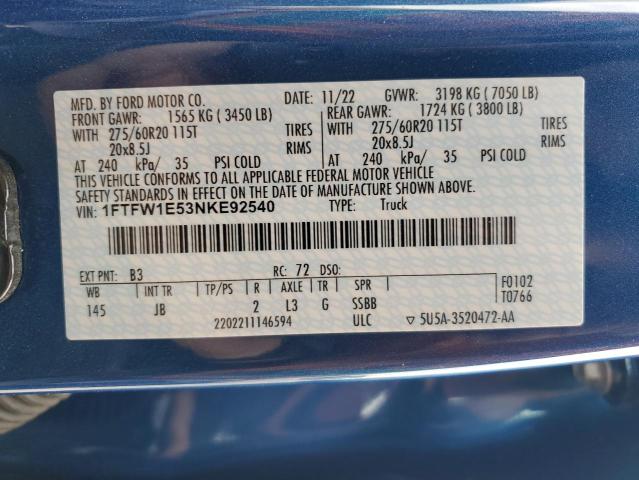 MFD. BY FORD MOTOR CO. DATE: 11/22 GVWR: 3198 KG ( 7050 LB)
FRONT GAWR: 1565 KG ( 3450 LB) REAR GAWR: 1724 KG ( 3800 LB)
WITH 275/60R20 115T TIRES WITH 275/60R20 115T TIRES
20x8.5J RIMS 20x8.5J RIMS
AT 240 kPa/ 35 PSI COLD AT 240 kPa/ 35 PSI COLD
THIS VEHICLE CONFORMS TO ALL APPLICABLE FEDERAL MOTOR VEHICLE
SAFETY STANDARDS IN EFFECT ON THE DATE OF MANUFACTURE SHOWN ABOVE.
VIN: 1FTFW1E53NKE92540 TYPE: Truck
EXT PNT: B3 RC: 72 DSO:
WB INT TR TP/PS R AXLE TR SPR F0102
145 JB 2 L3 G SSBB T0766
2202211146594 ULC ▽ 5U5A-3520472-AA